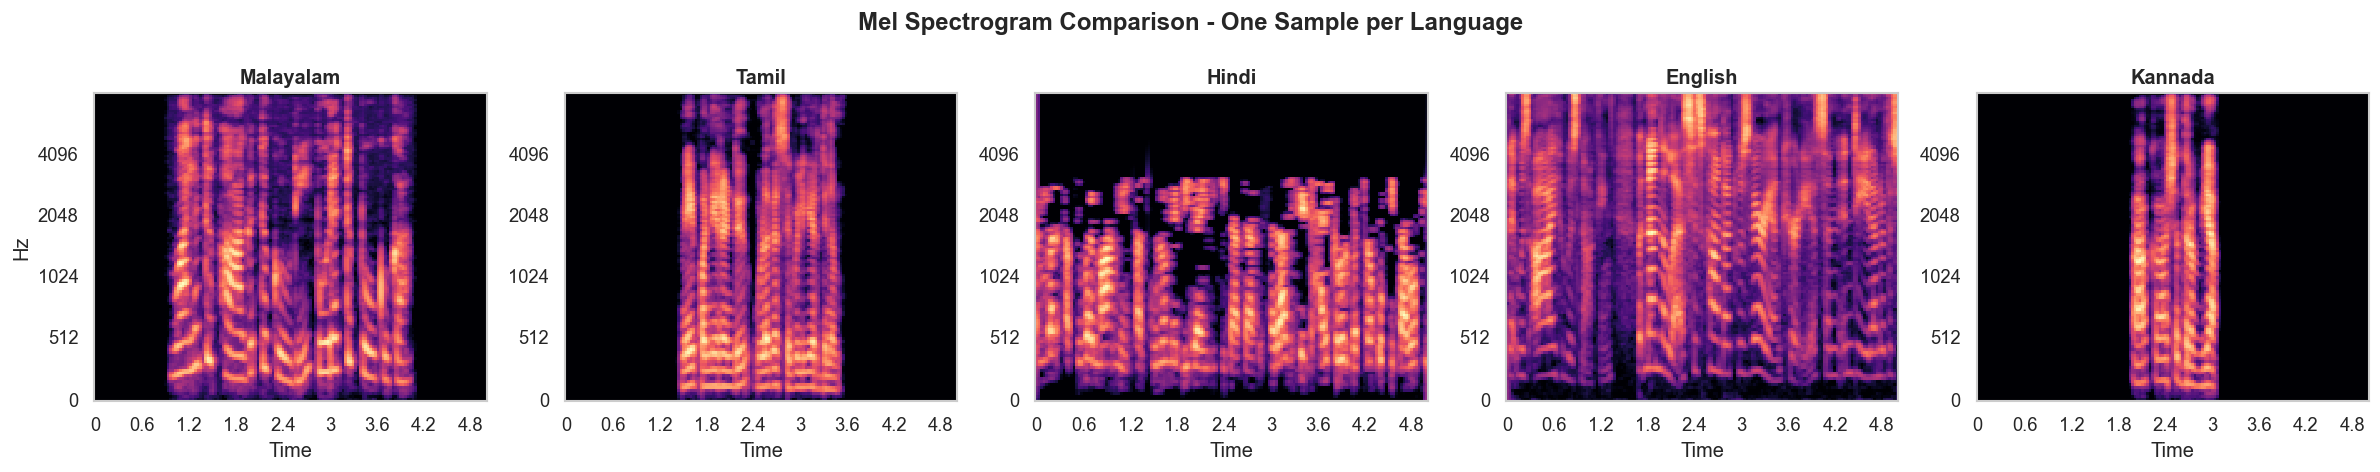 Mel Spectrogram Comparison - One Sample per Language
Malayalam Tamil Hindi English Kannada
4096 4096 4096 4096 4096
2048 2048 2048 2048 2048
Hz
1024 1024 1024 1024 1024
512 512 512 512 512
0 0 0 0 0
0 0.6 1.2 1.8 2.4 3 3.6 4.2 4.8 0 0.6 1.2 1.8 2.4 3 3.6 4.2 4.8 0 0.6 1.2 1.8 2.4 3 3.6 4.2 4.8 0 0.6 1.2 1.8 2.4 3 3.6 4.2 4.8 0 0.6 1.2 1.8 2.4 3 3.6 4.2 4.8
Time Time Time Time Time